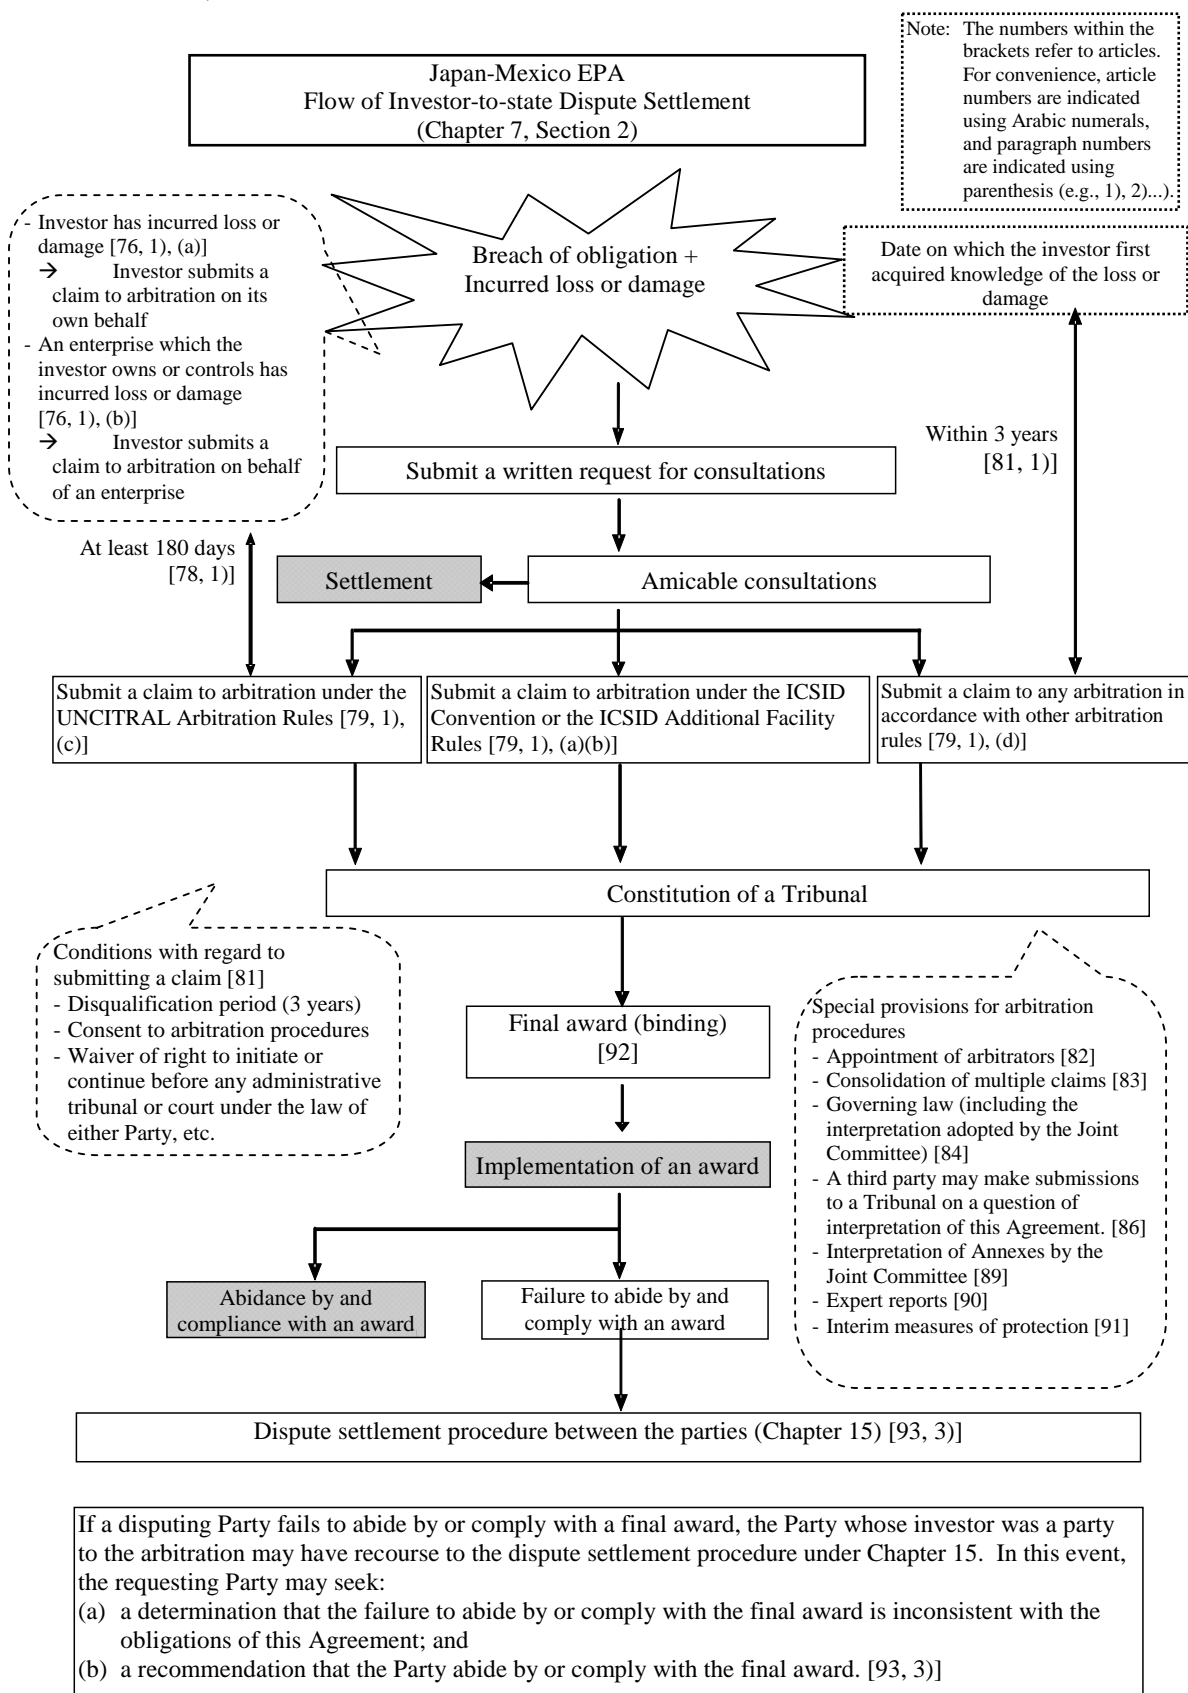 Note: The numbers within the
brackets refer to articles.
For convenience, article
numbers are indicated
using Arabic numerals,
and paragraph numbers
are indicated using
parenthesis (e.g., 1), 2)...).
Japan-Mexico EPA
Flow of Investor-to-state Dispute Settlement
(Chapter 7, Section 2)
- Investor has incurred loss or
damage [76, 1), (a)]
→ Investor submits a
claim to arbitration on its
own behalf
- An enterprise which the
investor owns or controls has
incurred loss or damage
[76, 1), (b)]
→ Investor submits a
claim to arbitration on behalf
of an enterprise
Breach of obligation +
Incurred loss or damage
Date on which the investor first
acquired knowledge of the loss or
damage
Within 3 years
[81, 1)]
Submit a written request for consultations
At least 180 days
[78, 1)]
Settlement
Amicable consultations
Submit a claim to arbitration under the
UNCITRAL Arbitration Rules [79, 1),
(c)]
Submit a claim to arbitration under the ICSID
Convention or the ICSID Additional Facility
Rules [79, 1), (a)(b)]
Submit a claim to any arbitration in
accordance with other arbitration
rules [79, 1), (d)]
Constitution of a Tribunal
Conditions with regard to
submitting a claim [81]
- Disqualification period (3 years)
- Consent to arbitration procedures
- Waiver of right to initiate or
continue before any administrative
tribunal or court under the law of
either Party, etc.
Final award (binding)
[92]
Special provisions for arbitration
procedures
- Appointment of arbitrators [82]
- Consolidation of multiple claims [83]
- Governing law (including the
interpretation adopted by the Joint
Committee) [84]
- A third party may make submissions
to a Tribunal on a question of
interpretation of this Agreement. [86]
- Interpretation of Annexes by the
Joint Committee [89]
- Expert reports [90]
- Interim measures of protection [91]
Implementation of an award
Abidance by and
compliance with an award
Failure to abide by and
comply with an award
Dispute settlement procedure between the parties (Chapter 15) [93, 3)]
If a disputing Party fails to abide by or comply with a final award, the Party whose investor was a party
to the arbitration may have recourse to the dispute settlement procedure under Chapter 15. In this event,
the requesting Party may seek:
(a) a determination that the failure to abide by or comply with the final award is inconsistent with the
obligations of this Agreement; and
(b) a recommendation that the Party abide by or comply with the final award. [93, 3)]